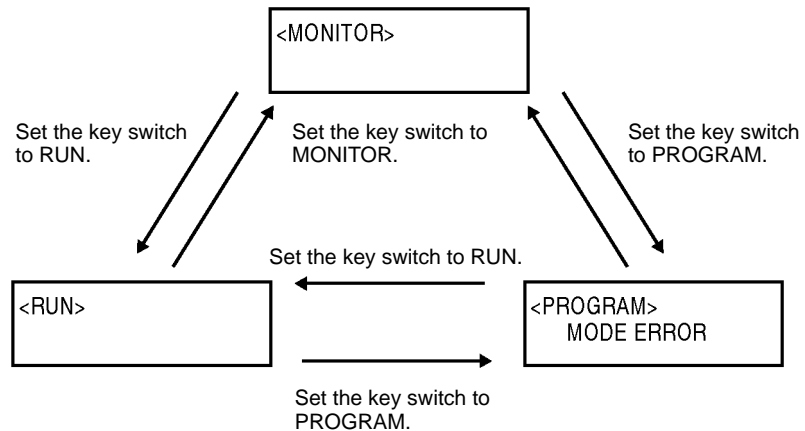 <MONITOR>
Set the key switch
to RUN.
Set the key switch to
MONITOR.
Set the key switch
to PROGRAM.
Set the key switch to RUN.
<RUN>
<PROGRAM>
MODE ERROR
Set the key switch to
PROGRAM.